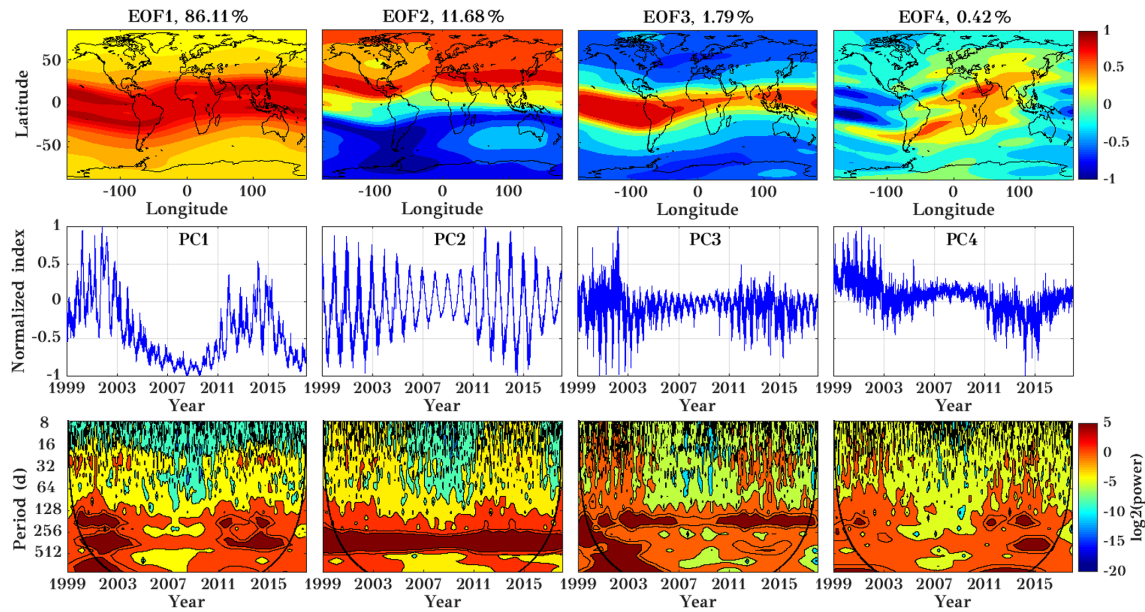 EOF1, 86.11% EOF2, 11.68% EOF3, 1.79% EOF4, 0.42%
Latitude
50
0
-50
1
0.5
0
-0.5
-1
-100 0 100 -100 0 100 -100 0 100 -100 0 100
Longitude Longitude Longitude Longitude
Normalized index
1
0.5
0
-0.5
-1
PC1 PC2 PC3 PC4
1999 2003 2007 2011 2015 1999 2003 2007 2011 2015 1999 2003 2007 2011 2015 1999 2003 2007 2011 2015
Year Year Year Year
Period (d)
8
16
32
64
128
256
512
5
0
-5
-10
-15
-20
log2(power)
1999 2003 2007 2011 2015 1999 2003 2007 2011 2015 1999 2003 2007 2011 2015 1999 2003 2007 2011 2015
Year Year Year Year